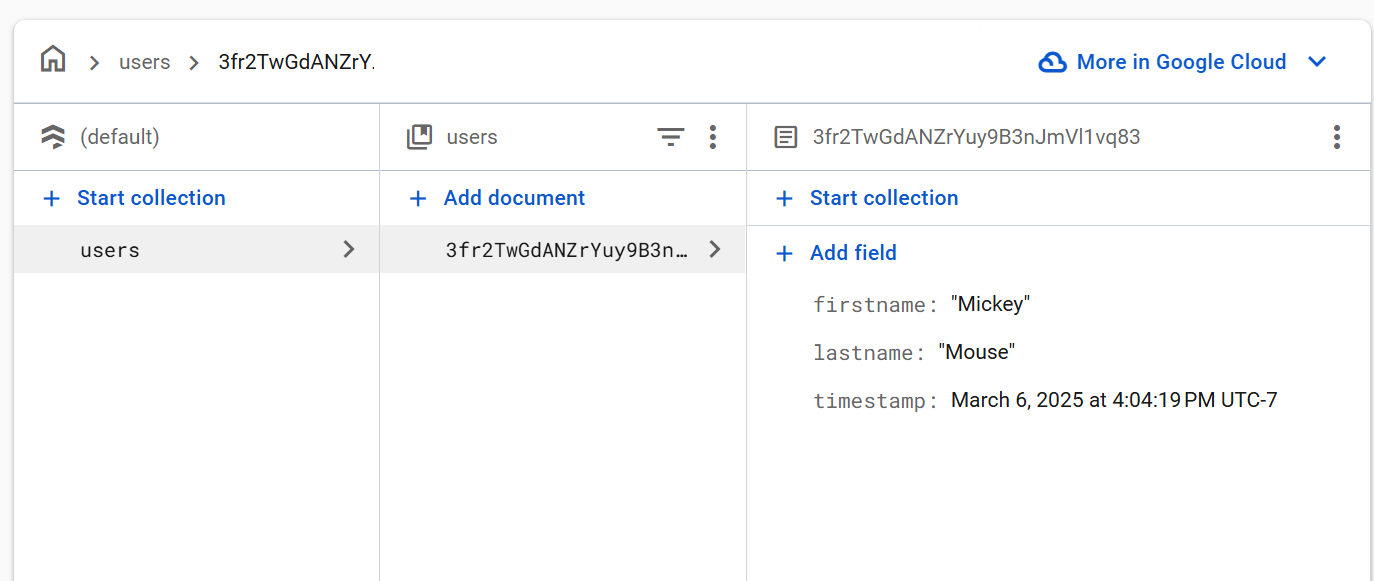 users 3fr2TwGdANZrY.
More in Google Cloud
(default)
users
3fr2TwGdANZrYuy9B3nJmVl1vq83
+ Start collection
+ Add document
+ Start collection
users
3fr2TwGdANZrYuy9B3n…
+ Add field
firstname: "Mickey"
lastname: "Mouse"
timestamp: March 6, 2025 at 4:04:19 PM UTC-7